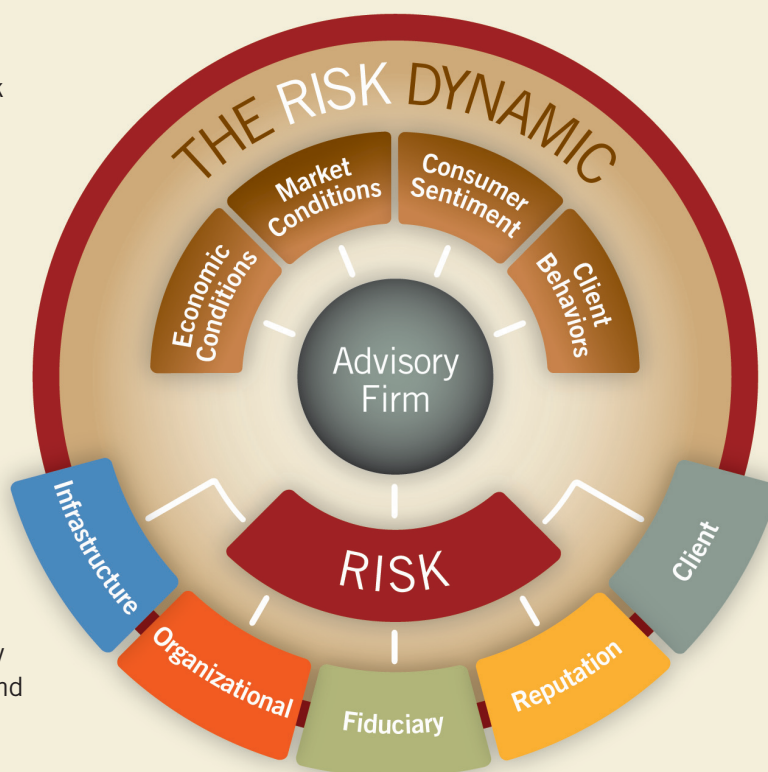 THE RISK DYNAMIC
Economic
Conditions
Market
Conditions
Consumer
Sentiment
Client
Behaviors
Advisory
Firm
RISK
Infrastructure
Organizational
Fiduciary
Reputation
Client